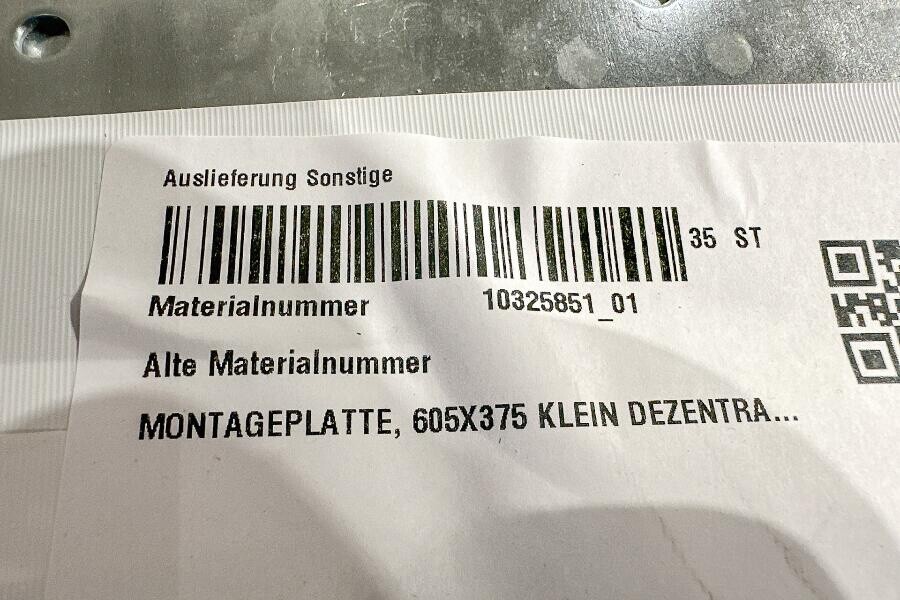 Auslieferung Sonstige
35 ST
Materialnummer 10325851_01
Alte Materialnummer
MONTAGEPLATTE, 605X375 KLEIN DEZENTRA...